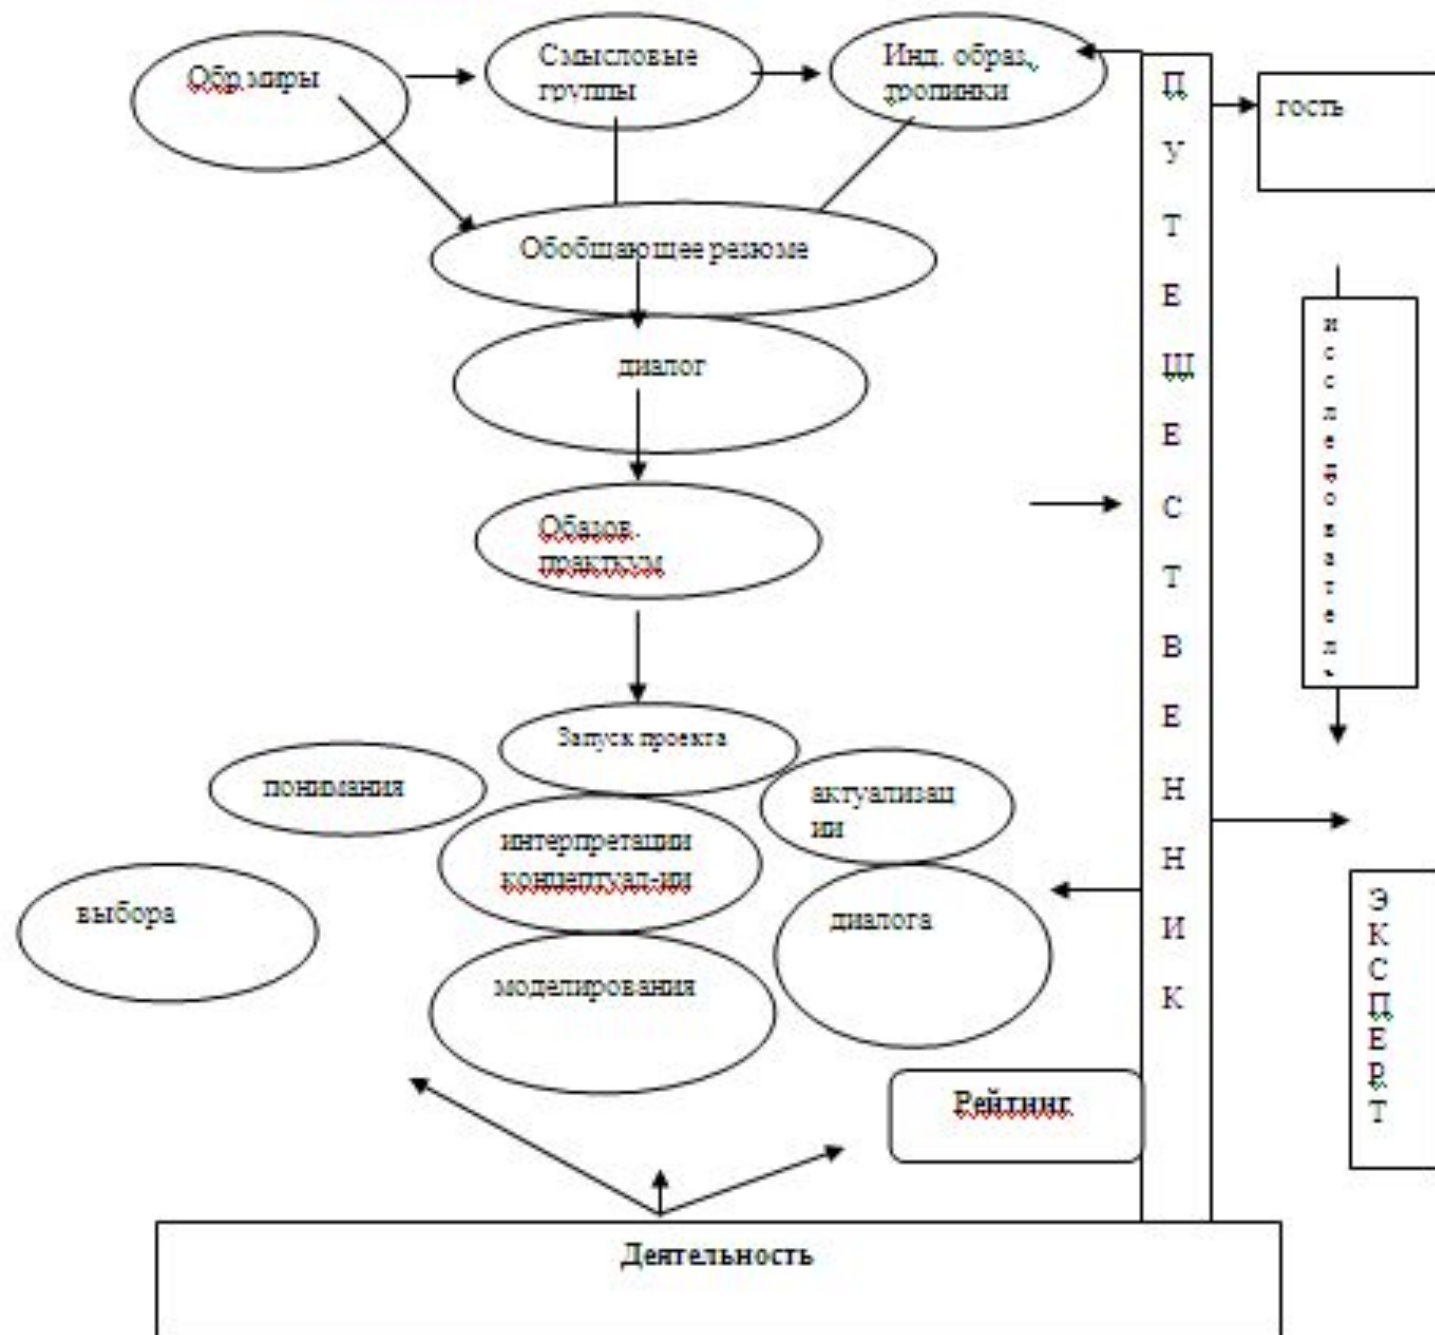 Обр миры
Смысловые
группы
Инд. образ.
тропинки
Обобщающее резюме
диалог
Обазов.
практкум
Запуск проекта
понимания
актуализац
ии
интерпретации
концептуал-ии
выбора
диалога
моделирования
Рейтинг
Деятельность
П
У
Т
Е
Ш
Е
С
Т
В
Е
Н
Н
И
К
гость
и
с
с
л
е
д
о
в
а
т
е
л
ь
Э
К
С
П
Е
Р
Т